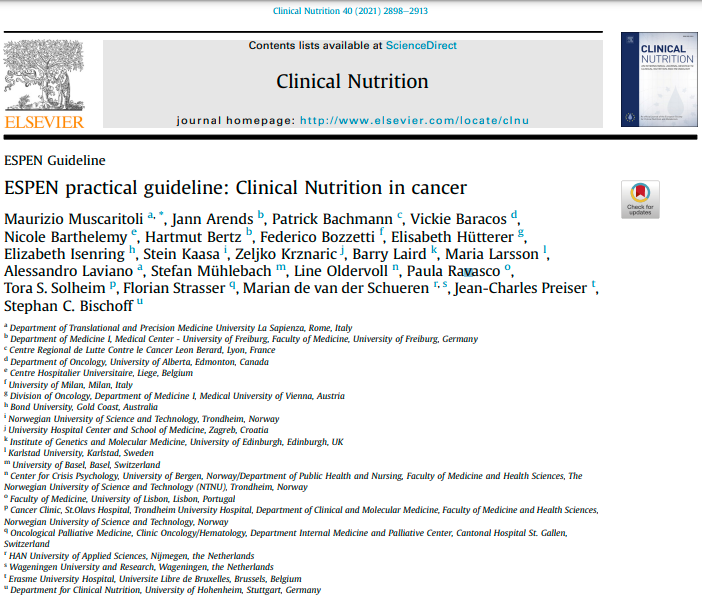 Clinical Nutrition 40 (2021) 2898–2913
Contents lists available at ScienceDirect
Clinical Nutrition
journal homepage: http://www.elsevier.com/locate/clnu
ELSEVIER
CLINICAL
NUTRITION
ESPEN Guideline
ESPEN practical guideline: Clinical Nutrition in cancer
Check for
updates
Maurizio Muscaritoli a, *, Jann Arends b, Patrick Bachmann c, Vickie Baracos d,
Nicole Barthelemy e, Hartmut Bertz b, Federico Bozzetti f, Elisabeth Hütterer g,
Elizabeth Isenring h, Stein Kaasa i, Zeljko Krznaric j, Barry Laird k, Maria Larsson l,
Alessandro Laviano a, Stefan Mühlebach m, Line Oldervoll n, Paula Ravasco o,
Tora S. Solheim p, Florian Strasser q, Marian de van der Schueren r, s, Jean-Charles Preiser t,
Stephan C. Bischoff u
a Department of Translational and Precision Medicine University La Sapienza, Rome, Italy
b Department of Medicine I, Medical Center - University of Freiburg, Faculty of Medicine, University of Freiburg, Germany
c Centre Regional de Lutte Contre le Cancer Leon Berard, Lyon, France
d Department of Oncology, University of Alberta, Edmonton, Canada
e Centre Hospitalier Universitaire, Liege, Belgium
f University of Milan, Milan, Italy
g Division of Oncology, Department of Medicine I, Medical University of Vienna, Austria
h Bond University, Gold Coast, Australia
i Norwegian University of Science and Technology, Trondheim, Norway
j University Hospital Center and School of Medicine, Zagreb, Croatia
k Institute of Genetics and Molecular Medicine, University of Edinburgh, Edinburgh, UK
l Karlstad University, Karlstad, Sweden
m University of Basel, Basel, Switzerland
n Center for Crisis Psychology, University of Bergen, Norway/Department of Public Health and Nursing, Faculty of Medicine and Health Sciences, The
Norwegian University of Science and Technology (NTNU), Trondheim, Norway
o Faculty of Medicine, University of Lisbon, Lisbon, Portugal
p Cancer Clinic, St.Olavs Hospital, Trondheim University Hospital, Department of Clinical and Molecular Medicine, Faculty of Medicine and Health Sciences,
Norwegian University of Science and Technology, Norway
q Oncological Palliative Medicine, Clinic Oncology/Hematology, Department Internal Medicine and Palliative Center, Cantonal Hospital St. Gallen,
Switzerland
r HAN University of Applied Sciences, Nijmegen, the Netherlands
s Wageningen University and Research, Wageningen, the Netherlands
t Erasme University Hospital, Universite Libre de Bruxelles, Brussels, Belgium
u Department for Clinical Nutrition, University of Hohenheim, Stuttgart, Germany